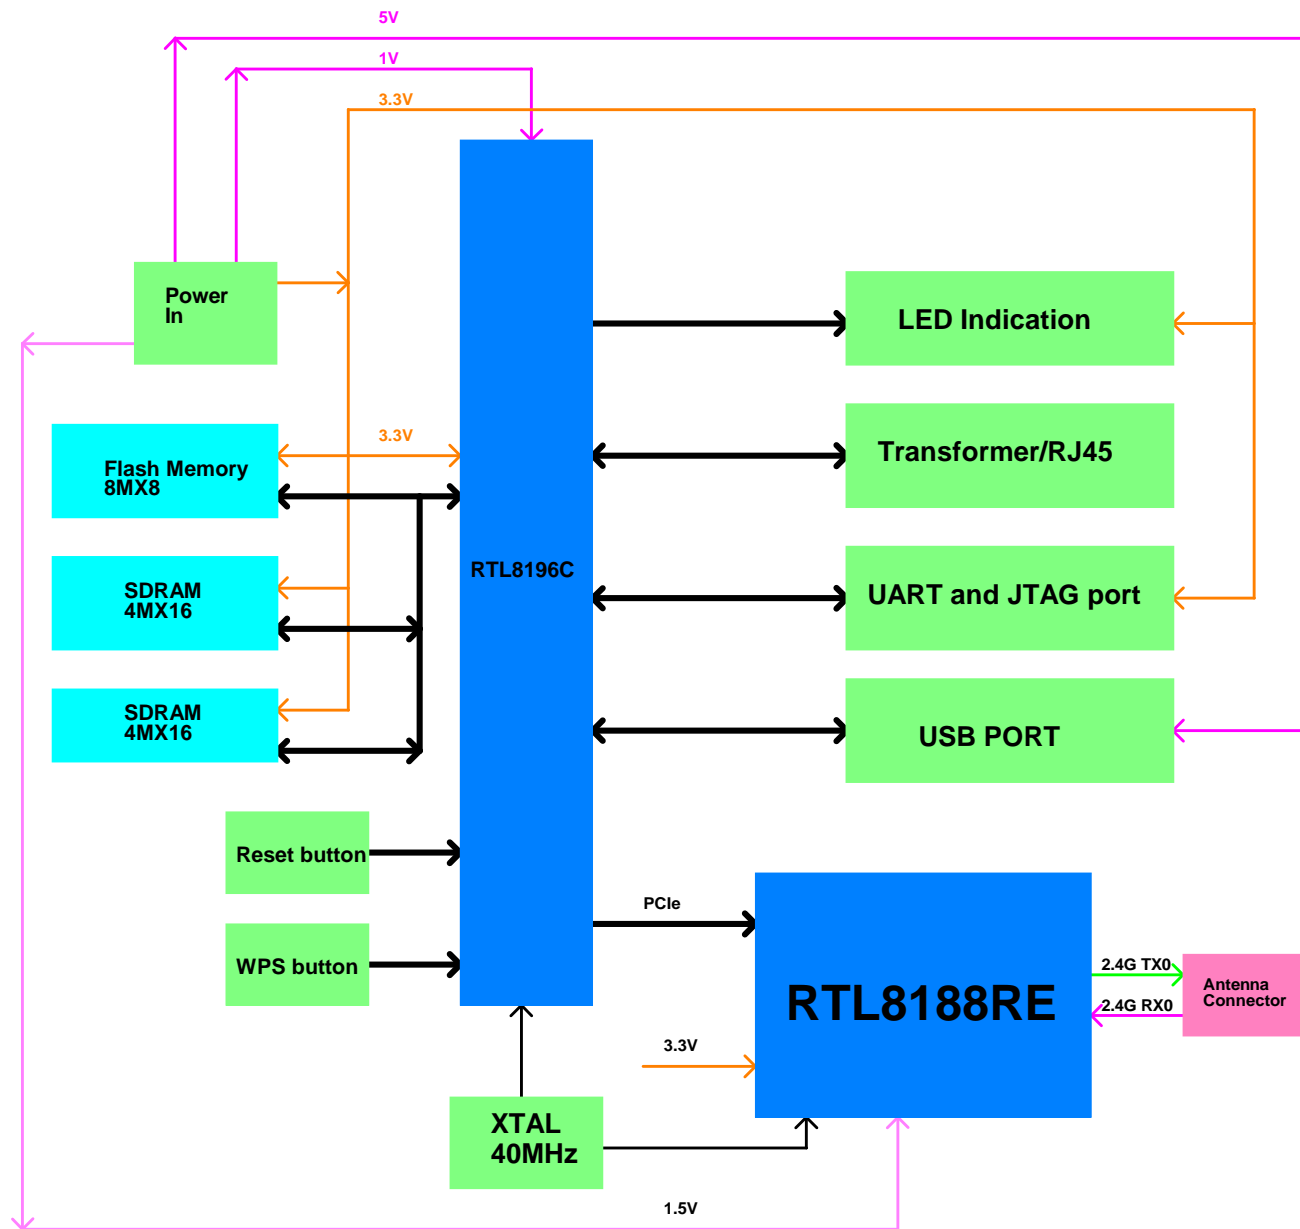 5V
1V
3.3V
Power
In
LED Indication
3.3V
Flash Memory
8MX8
Transformer/RJ45
RTL8196C
SDRAM
4MX16
UART and JTAG port
SDRAM
4MX16
USB PORT
Reset button
PCIe
WPS button
RTL8188RE
2.4G TX0
2.4G RX0
Antenna
Connector
3.3V
XTAL
40MHz
1.5V